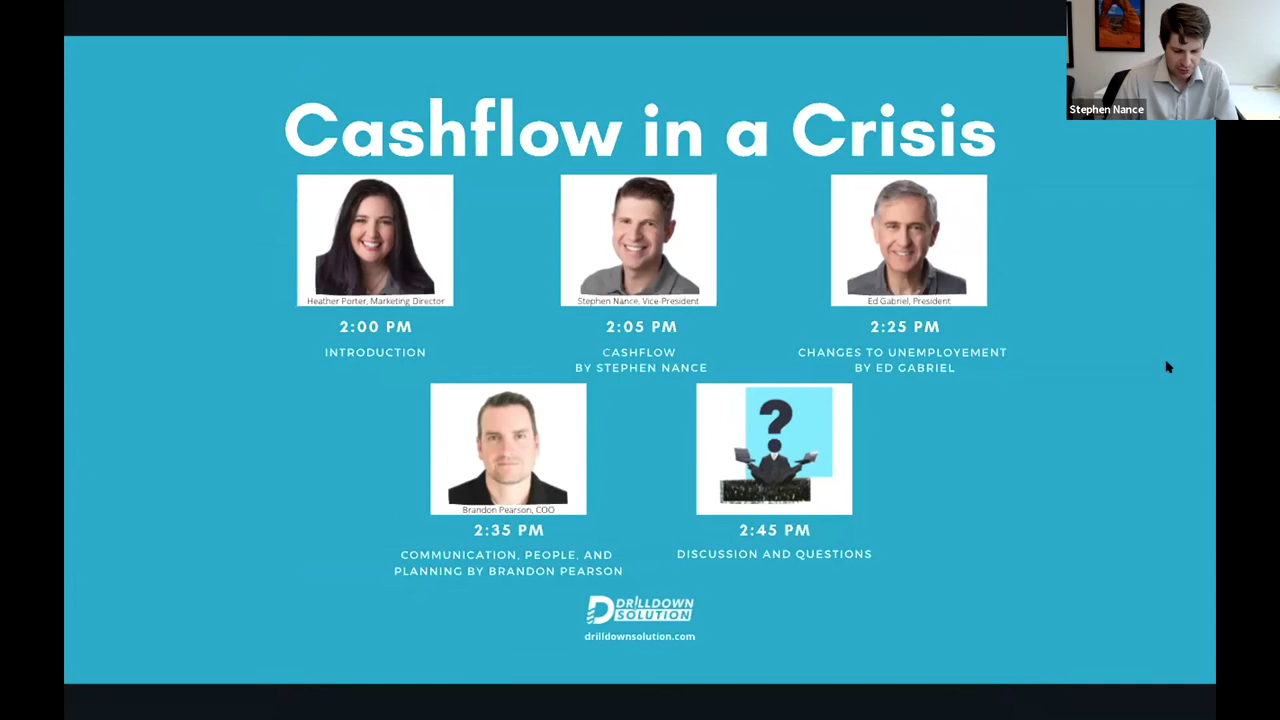 Stephen Nance
Cashflow in a Crisis
Heather Porter, Marketing Director
Stephen Nance, Vice-President
Ed Gabriel, President
2:00 PM
2:05 PM
2:25 PM
INTRODUCTION
CASHFLOW
BY STEPHEN NANCE
CHANGES TO UNEMPLOYEMENT
BY ED GABRIEL
?
Brandon Pearson, COO
2:35 PM
2:45 PM
COMMUNICATION, PEOPLE, AND
PLANNING BY BRANDON PEARSON
DISCUSSION AND QUESTIONS
DRILLDOWN
SOLUTION
drilldownsolution.com